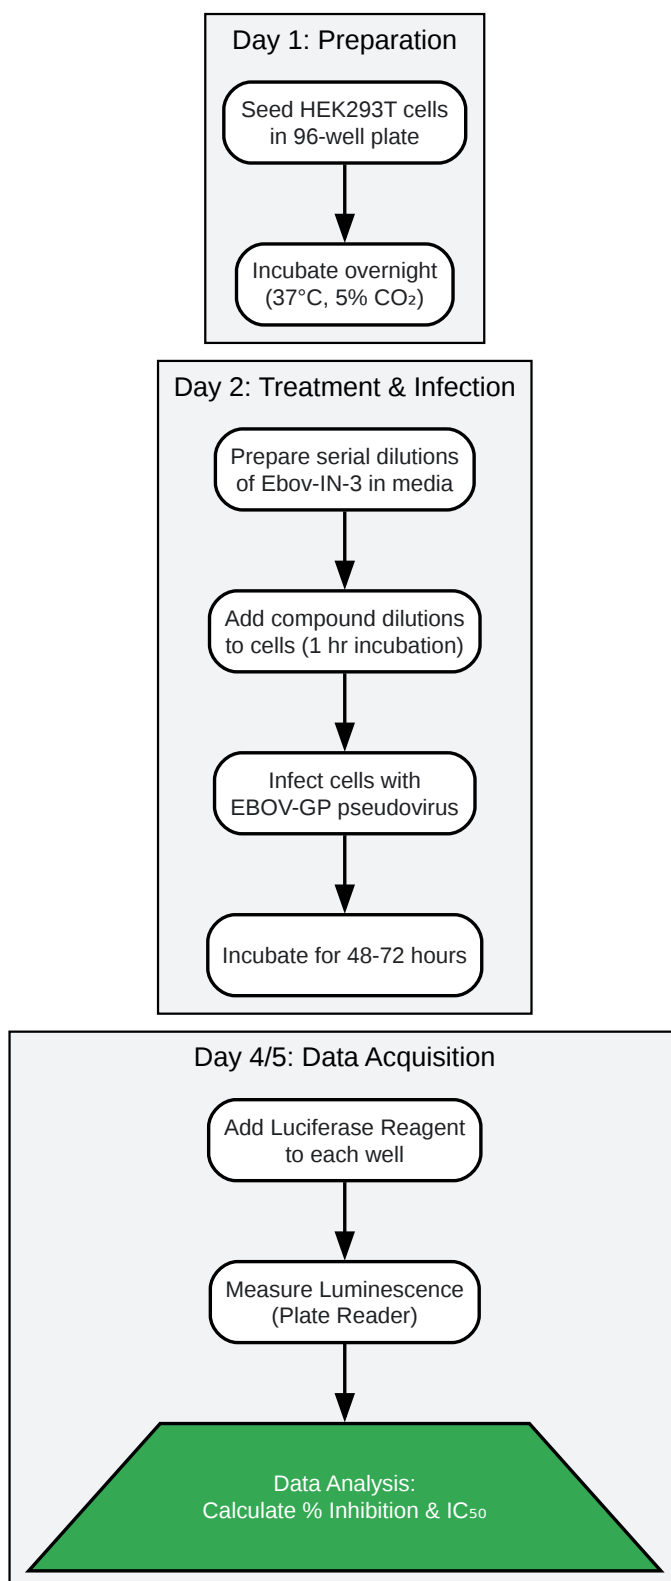 Day 1: Preparation
Seed HEK293T cells
in 96-well plate
Incubate overnight
(37°C, 5% CO₂)
Day 2: Treatment & Infection
Prepare serial dilutions
of Ebov-IN-3 in media
Add compound dilutions
to cells (1 hr incubation)
Infect cells with
EBOV-GP pseudovirus
Incubate for 48-72 hours
Day 4/5: Data Acquisition
Add Luciferase Reagent
to each well
Measure Luminescence
(Plate Reader)
Data Analysis:
Calculate % Inhibition & IC₅₀